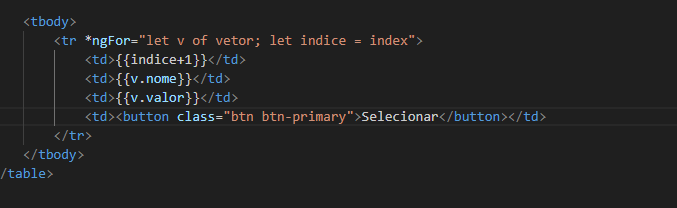 <tbody>
<tr *ngFor="let v of vetor; let indice = index">
<td>{{indice+1}}</td>
<td>{{v.nome}}</td>
<td>{{v.valor}}</td>
<td><button class="btn btn-primary">Selecionar</button></td>
</tr>
</tbody>
/table>